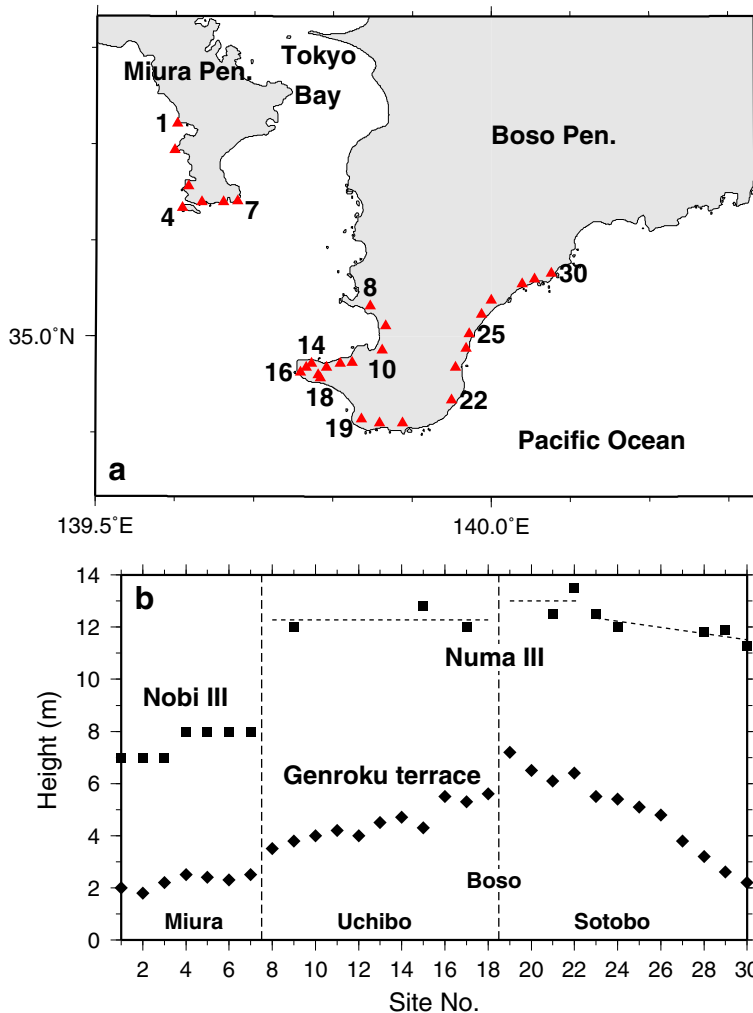 Tokyo
Miura Pen.
Bay
1
Boso Pen.
4
7
8
30
35.0˚N
14
25
10
16
18
22
19
Pacific Ocean
a
139.5˚E
140.0˚E
14
b
12
Numa III
10
Nobi III
8
Height (m)
Genroku terrace
6
4
2
Boso
Miura
Uchibo
Sotobo
0
2 4 6 8 10 12 14 16 18 20 22 24 26 28 30
Site No.